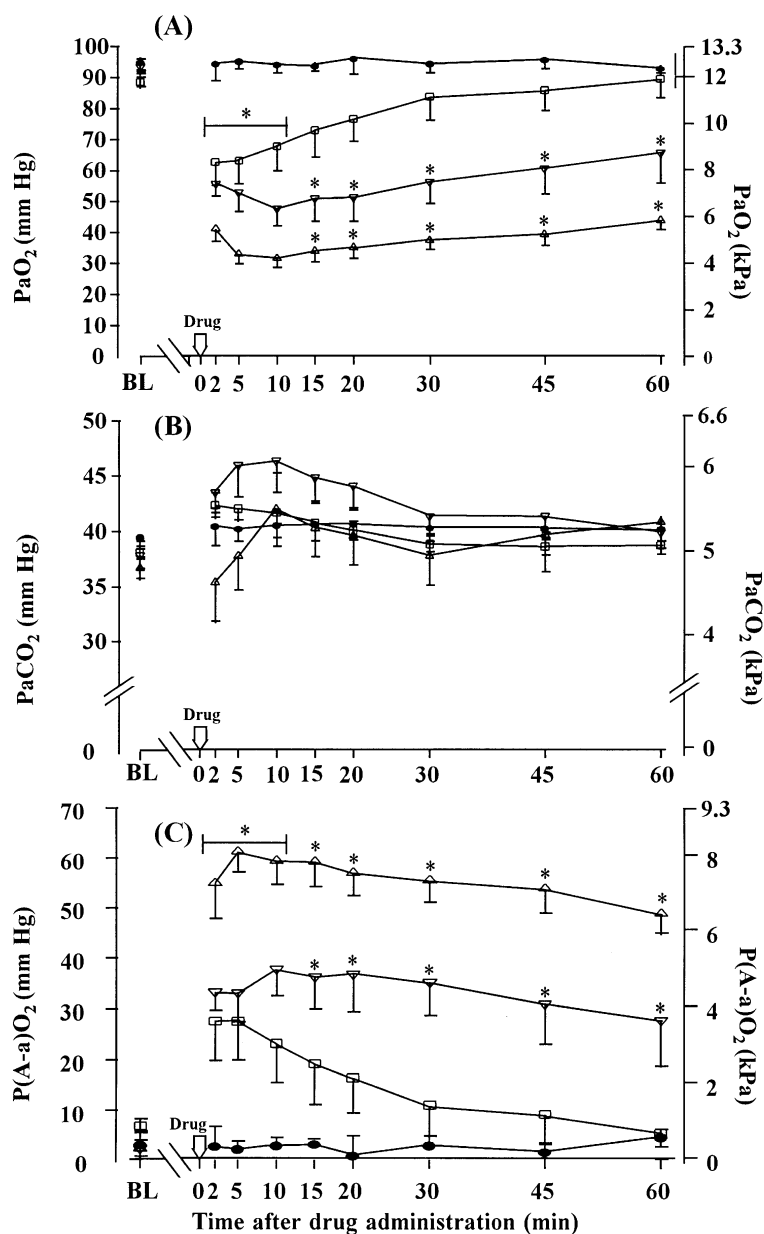 (A)
100
90
80
70
60
50
40
30
20
10
0
PaO2 (mm Hg)
13.3
12
10
8
6
4
2
0
PaO2 (kPa)
*
* * * * *
* * * * *
Drug
BL 0 2 5 10 15 20 30 45 60
(B)
50
45
40
35
30
0
PaCO2 (mm Hg)
6.6
6
5
4
0
PaCO2 (kPa)
Drug
BL 0 2 5 10 15 20 30 45 60
(C)
70
60
50
40
30
20
10
0
P(A-a)O2 (mm Hg)
9.3
8
6
4
2
0
P(A-a)O2 (kPa)
*
* * * * *
* * * * *
Drug
BL 0 2 5 10 15 20 30 45 60
Time after drug administration (min)